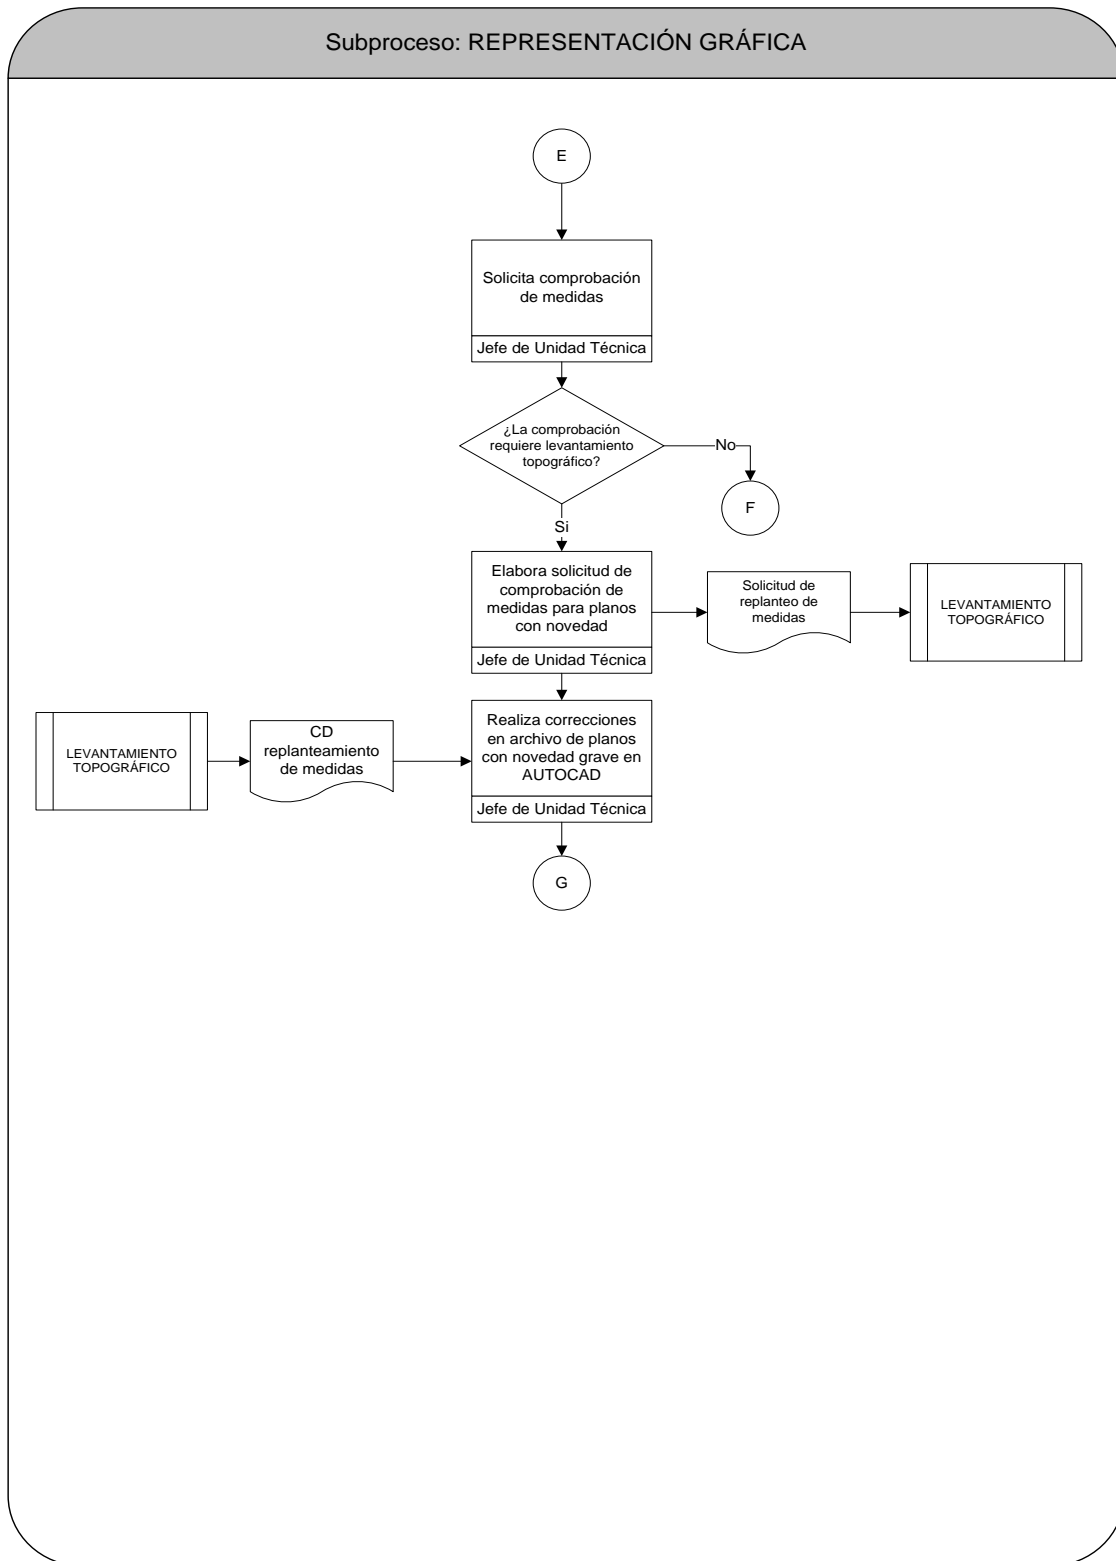 Subproceso: REPRESENTACIÓN GRÁFICA
E
Solicita comprobación
de medidas
Jefe de Unidad Técnica
¿La comprobación
requiere levantamiento
topográfico?
No
F
Si
Elabora solicitud de
comprobación de
medidas para planos
con novedad
Jefe de Unidad Técnica
Solicitud de
replanteo de
medidas
LEVANTAMIENTO
TOPOGRÁFICO
LEVANTAMIENTO
TOPOGRÁFICO
CD
replanteamiento
de medidas
Realiza correcciones
en archivo de planos
con novedad grave en
AUTOCAD
Jefe de Unidad Técnica
G